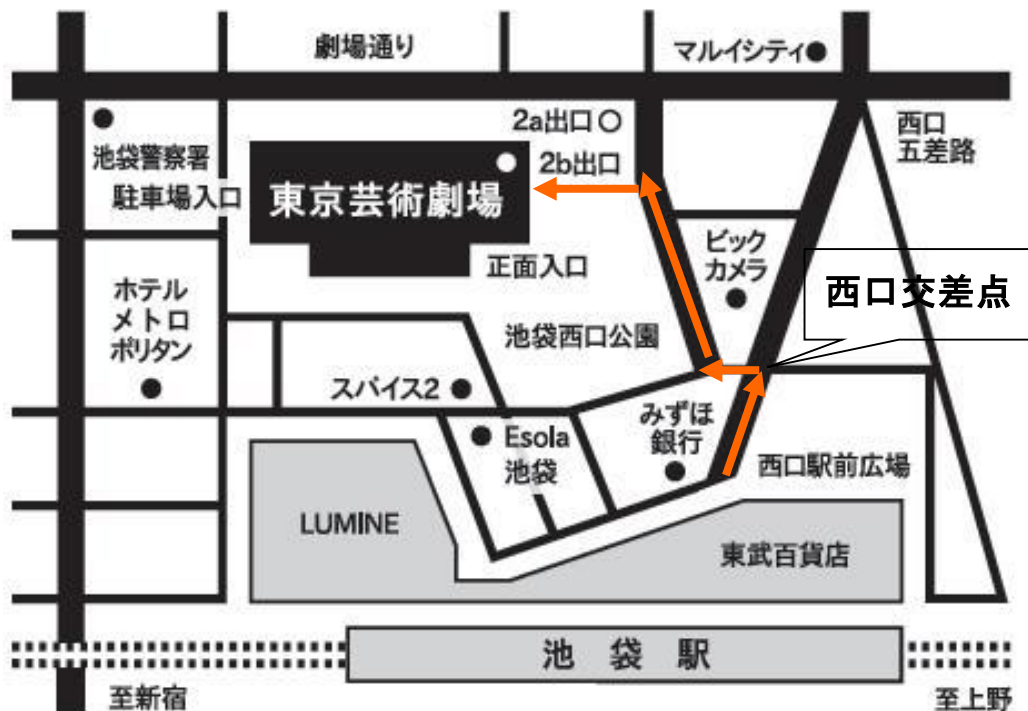 劇場通り
マルイシティ
2a出口
西口
五差路
池袋警察署
2b出口
駐車場入口
東京芸術劇場
正面入口
ビック
カメラ
西口交差点
ホテル
メトロ
ポリタン
池袋西口公園
スパイス2
みずほ
銀行
Esola
池袋
西口駅前広場
LUMINE
東武百貨店
池袋駅
至新宿
至上野